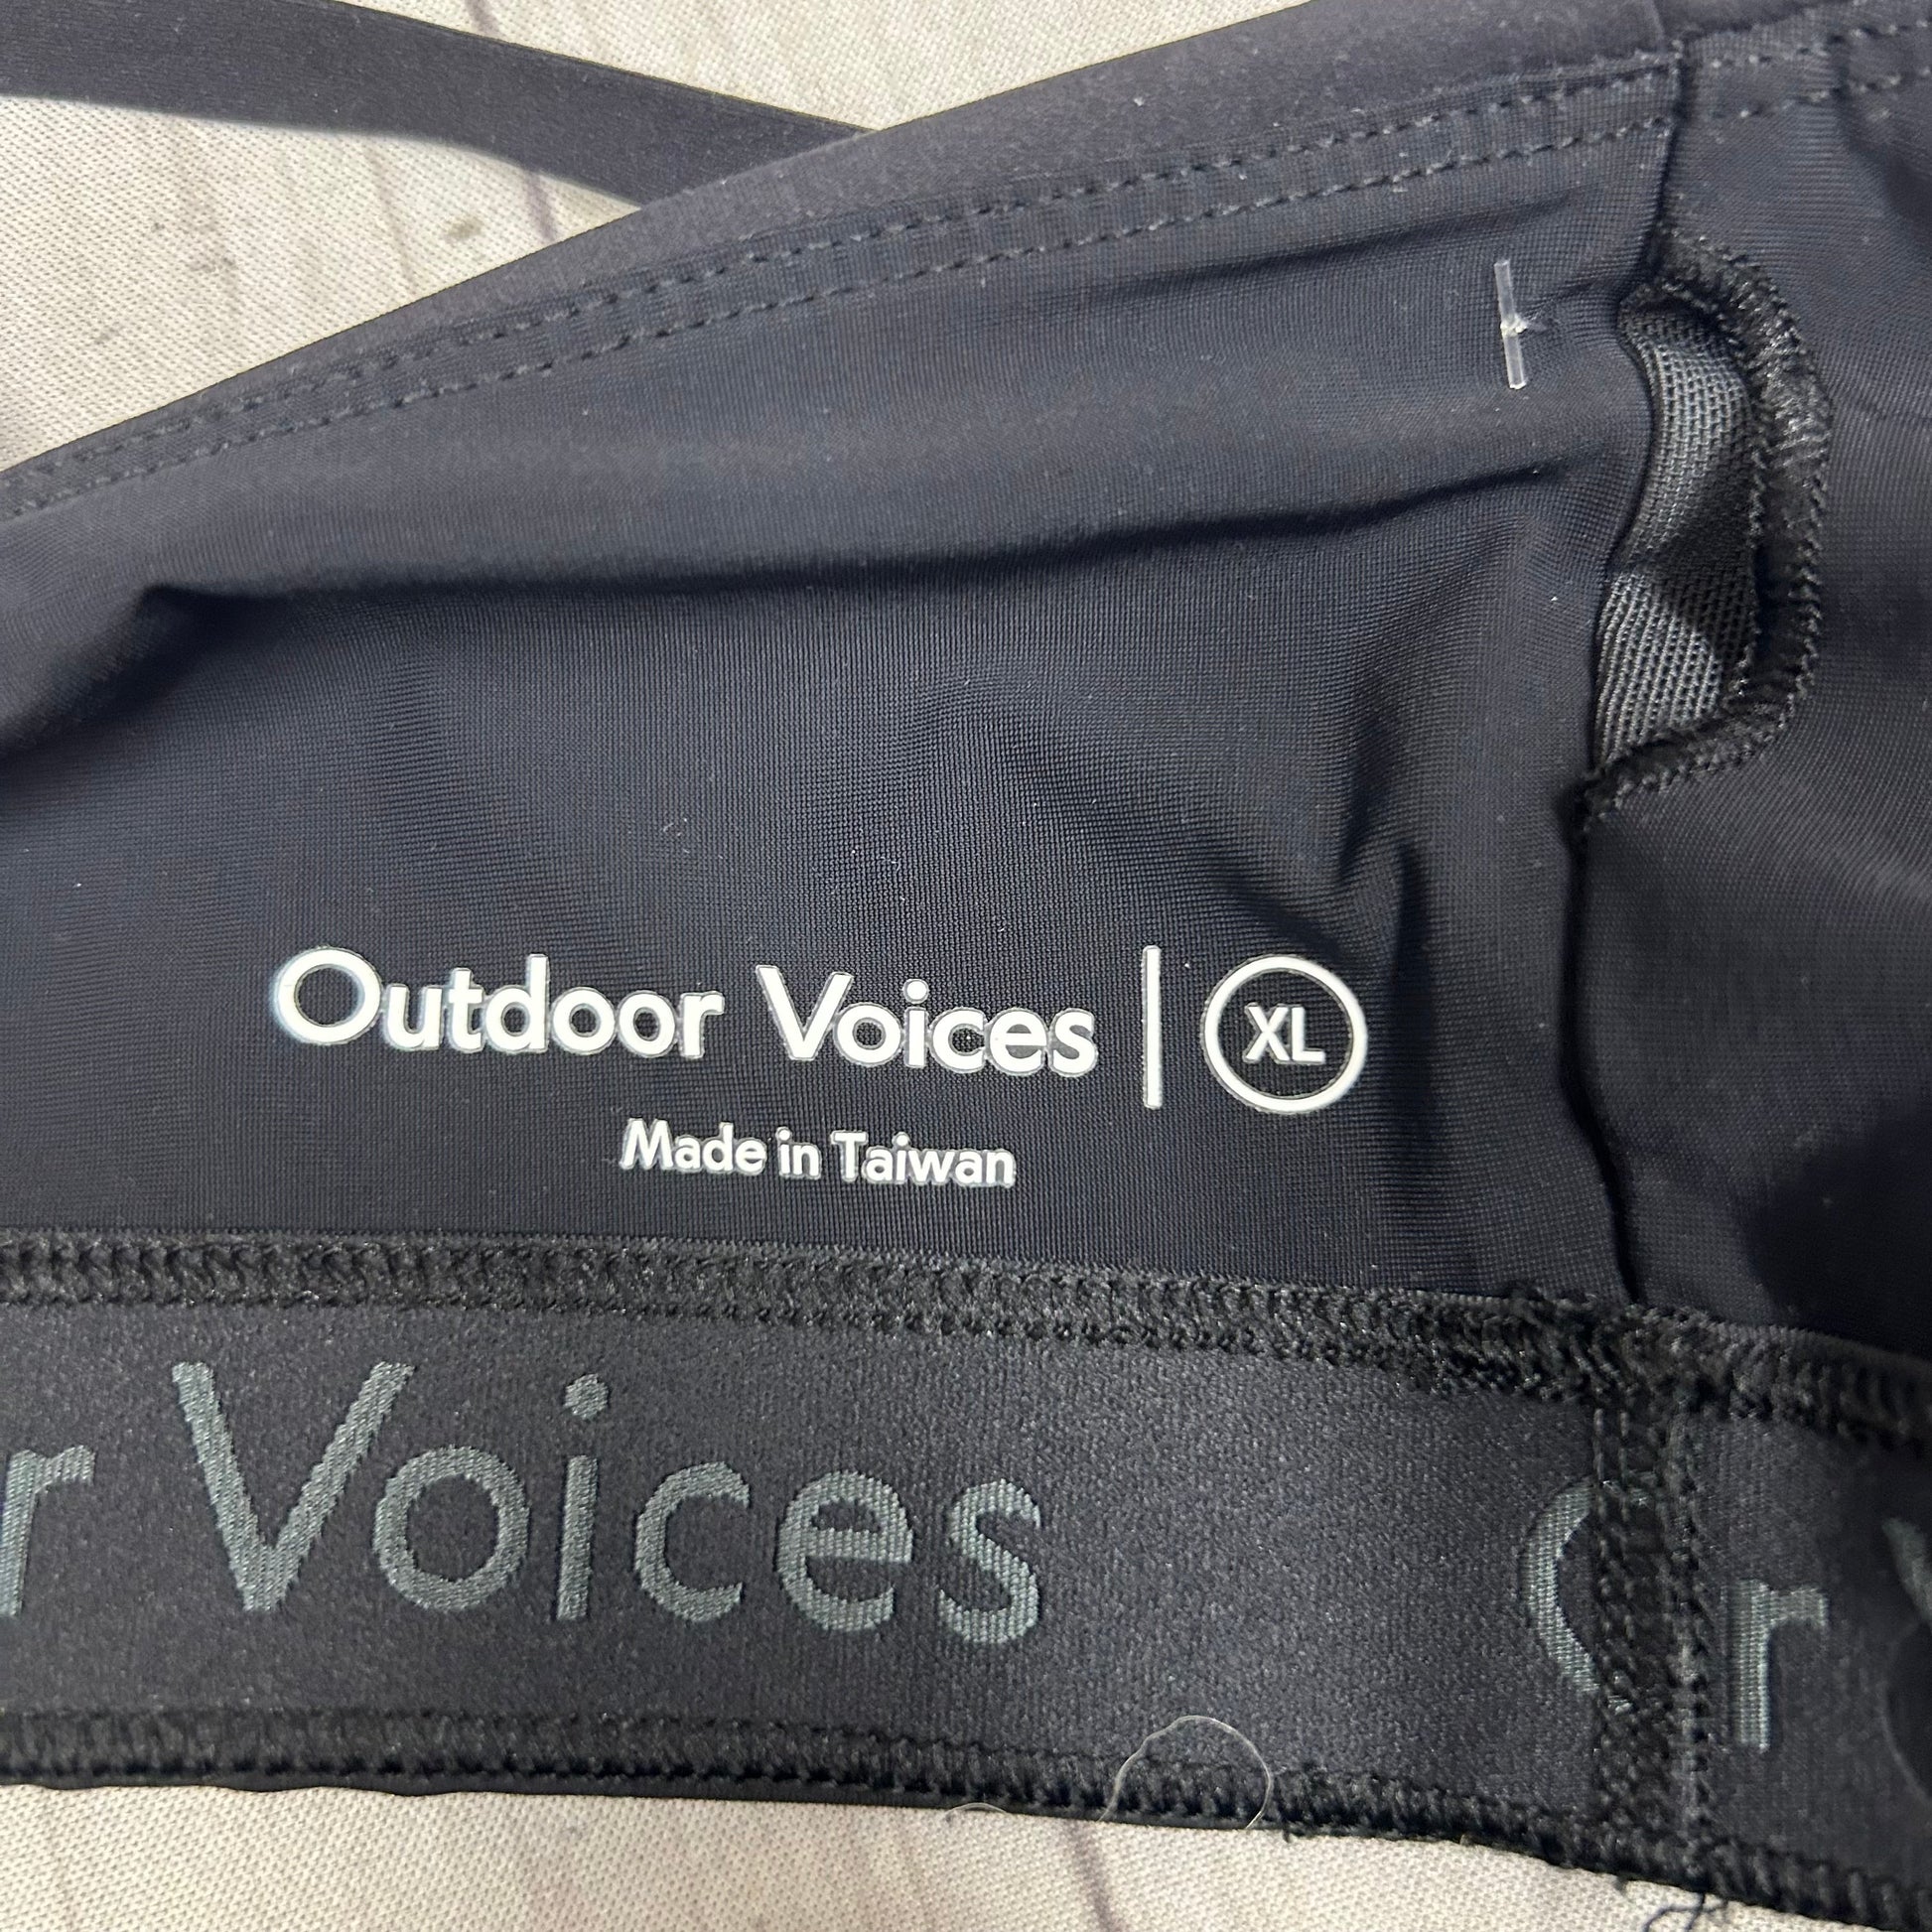 Outdoor Voices | XL
Made in Taiwan
r Voices
r